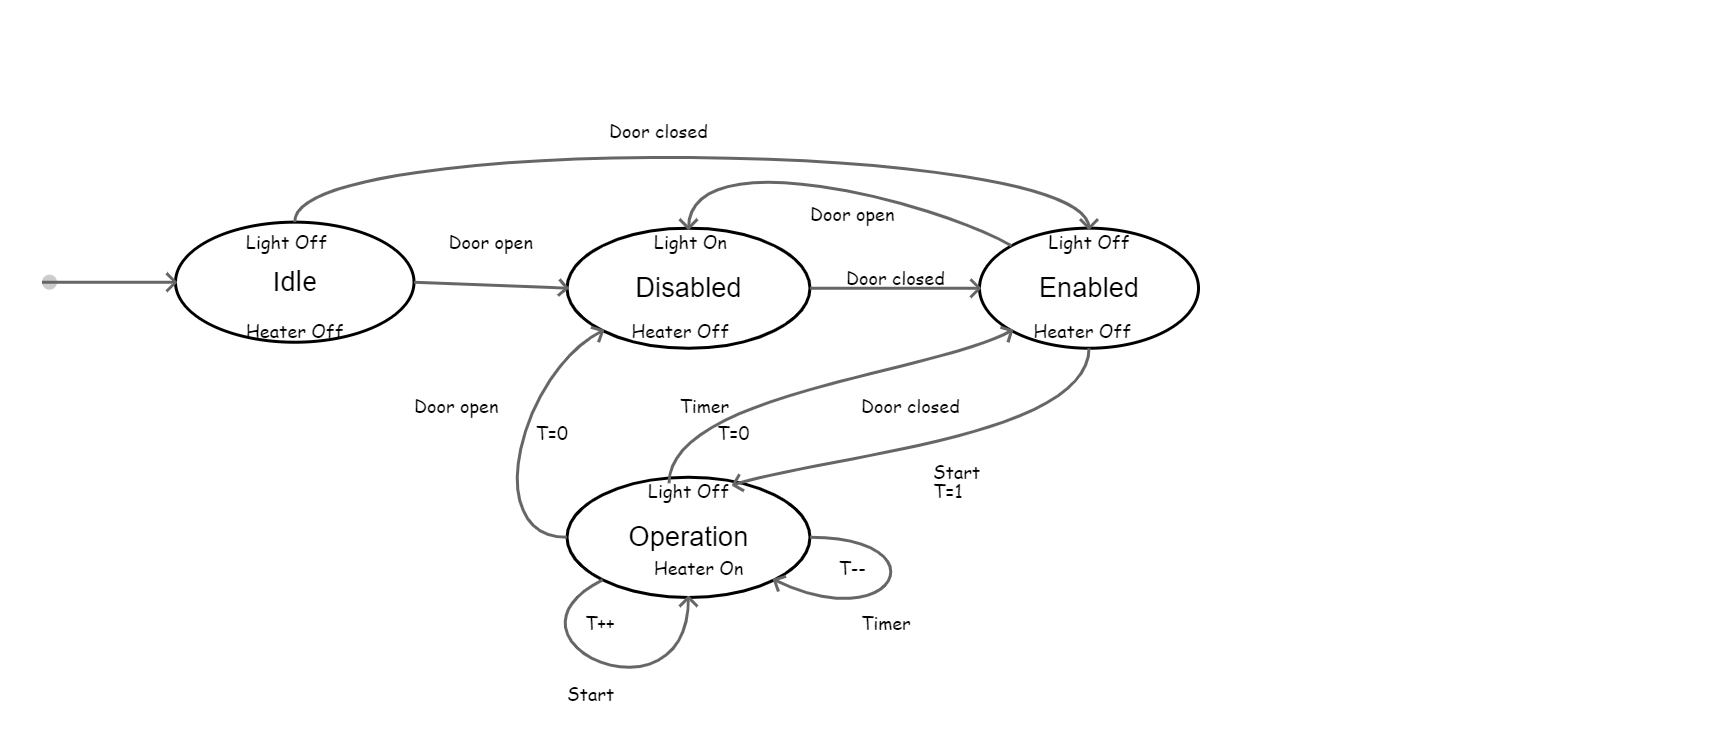 Door closed
Door open
Light Off
Door open
Light On
Light Off
Idle
Disabled
Door closed
Enabled
Heater Off
Heater Off
Heater Off
Door open
Timer
Door closed
T=0
T=0
Start
T=1
Light Off
Operation
Heater On
T--
T++
Timer
Start